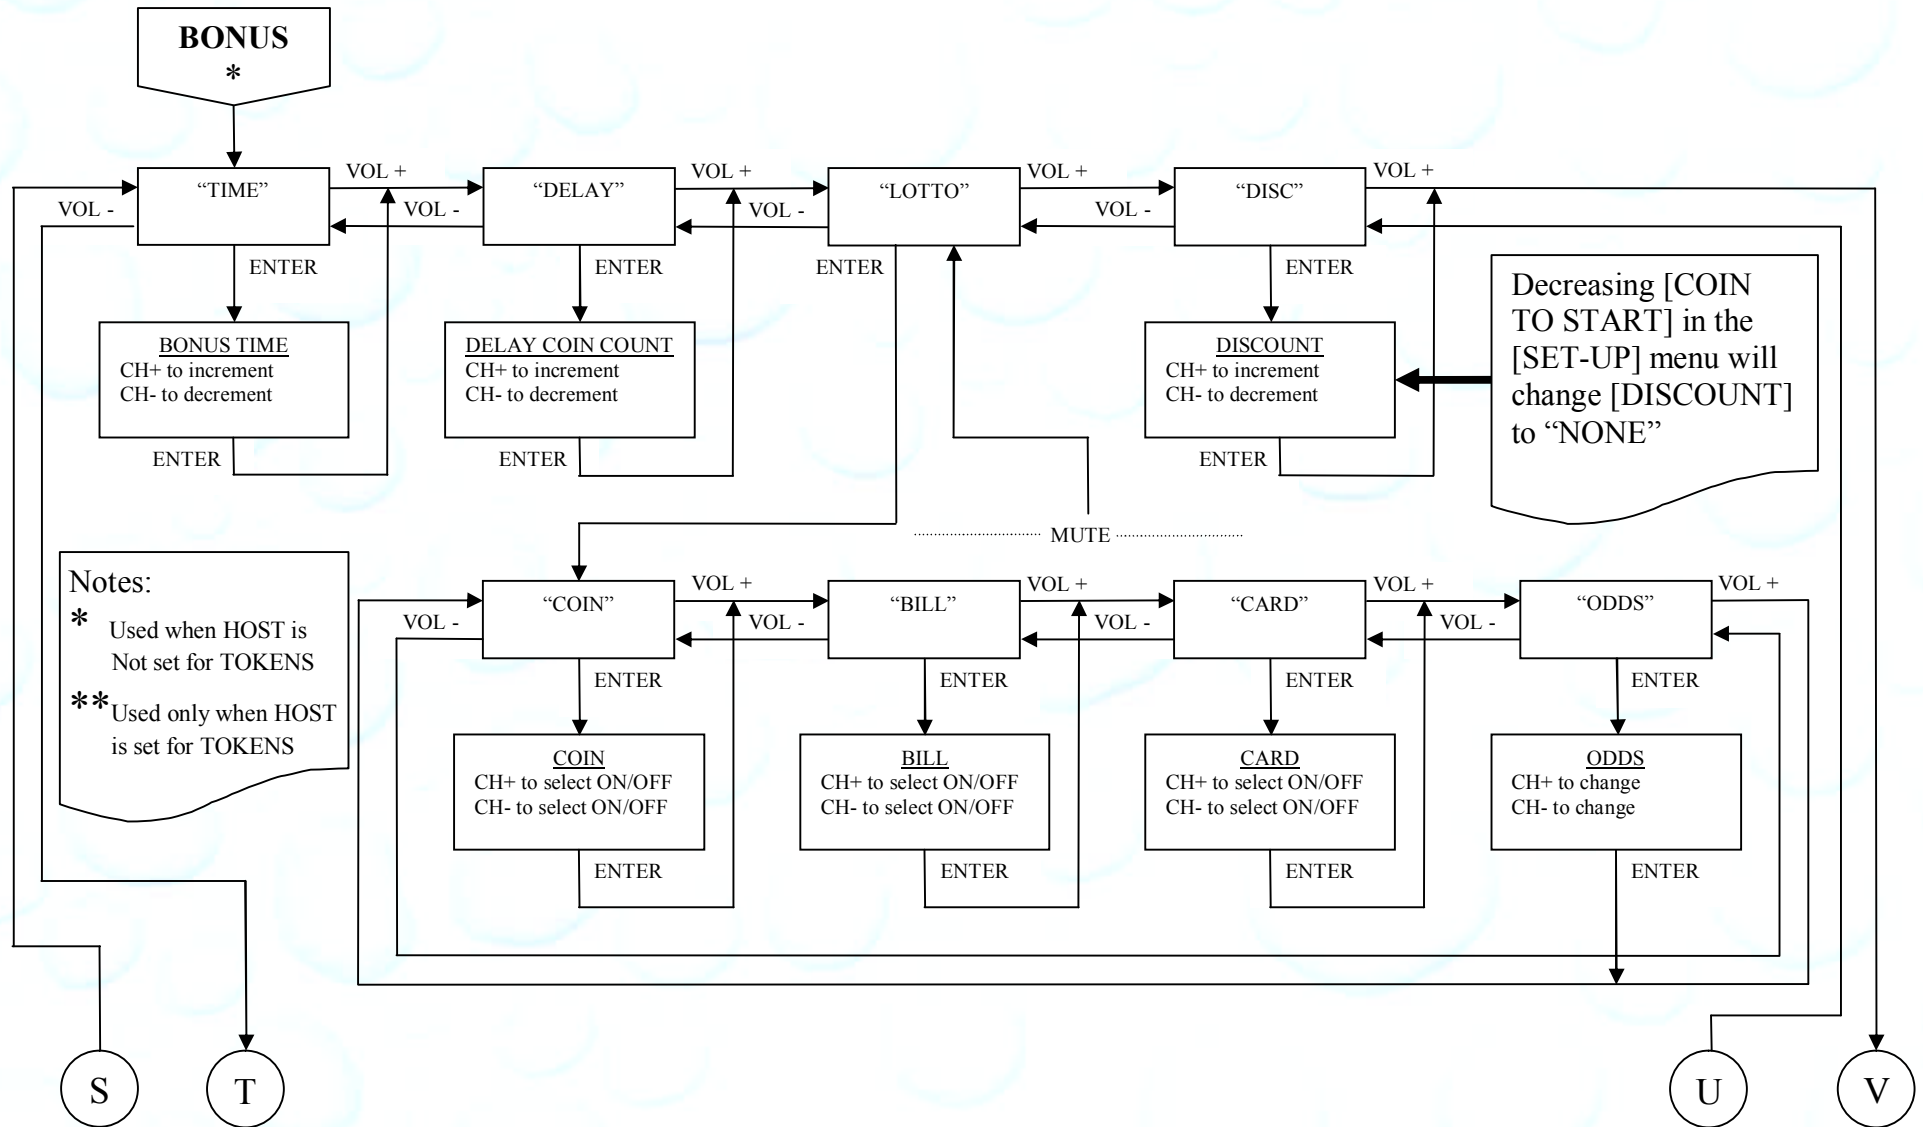 BONUS
*
“TIME”
VOL +
“DELAY”
VOL +
“LOTTO”
VOL +
“DISC”
VOL +
VOL -
VOL -
VOL -
VOL -
ENTER
ENTER
ENTER
ENTER
BONUS TIME
CH+ to increment
CH- to decrement
ENTER
DELAY COIN COUNT
CH+ to increment
CH- to decrement
ENTER
DISCOUNT
CH+ to increment
CH- to decrement
ENTER
Decreasing [COIN
TO START] in the
[SET-UP] menu will
change [DISCOUNT]
to “NONE”
MUTE
Notes:
* Used when HOST is
Not set for TOKENS
** Used only when HOST
is set for TOKENS
“COIN”
VOL +
“BILL”
VOL +
“CARD”
VOL +
“ODDS”
VOL +
VOL -
VOL -
VOL -
VOL -
ENTER
ENTER
ENTER
ENTER
COIN
CH+ to select ON/OFF
CH- to select ON/OFF
ENTER
BILL
CH+ to select ON/OFF
CH- to select ON/OFF
ENTER
CARD
CH+ to select ON/OFF
CH- to select ON/OFF
ENTER
ODDS
CH+ to change
CH- to change
ENTER
S
T
U
V